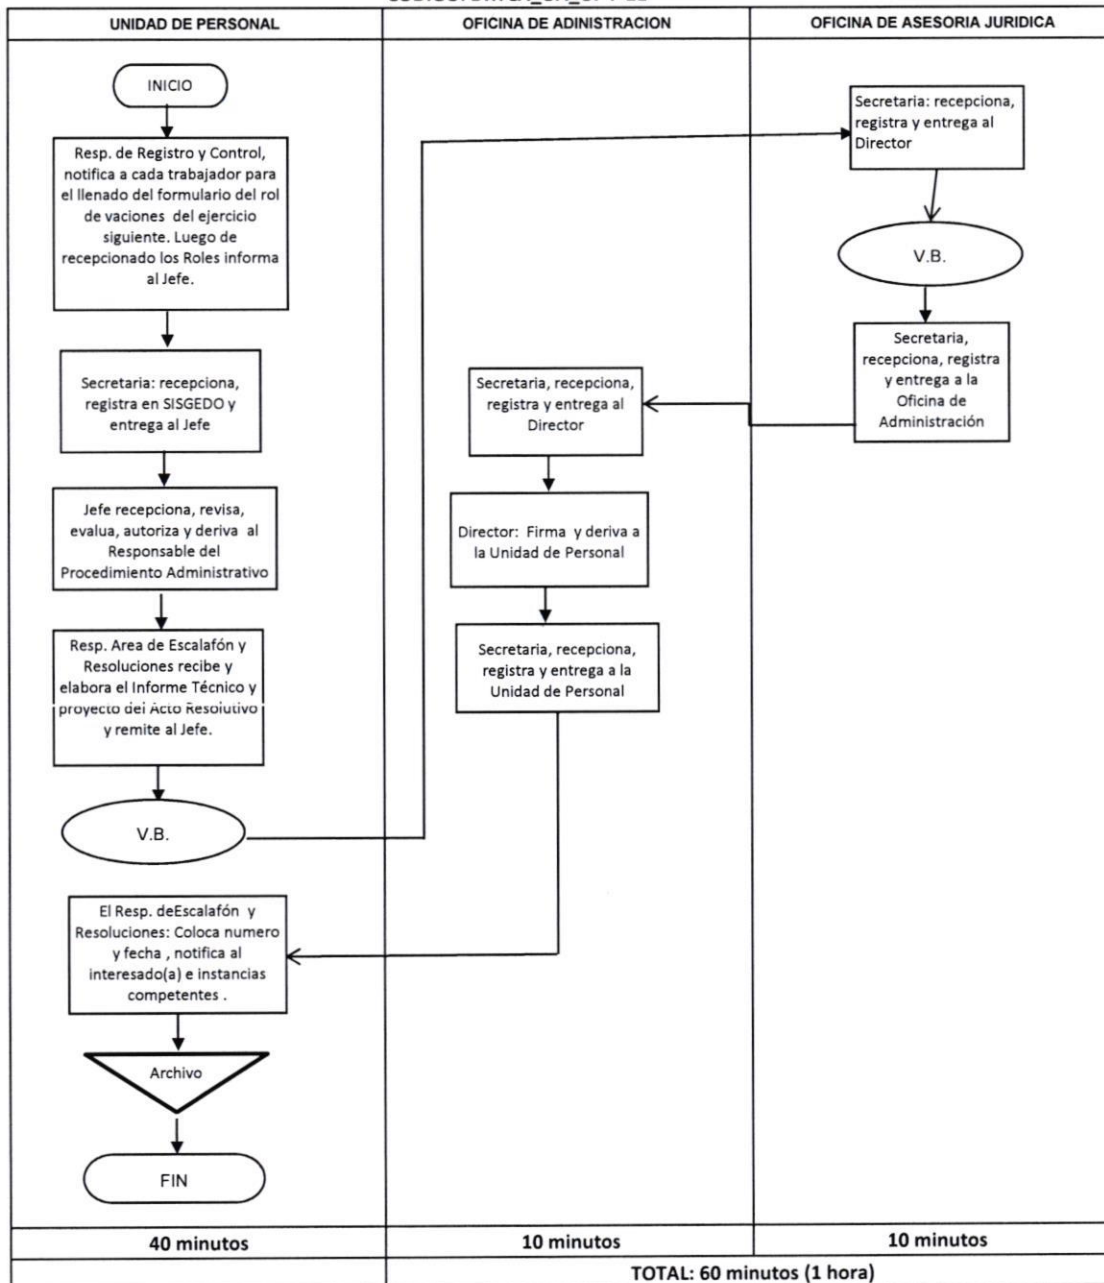 UNIDAD DE PERSONAL
OFICINA DE ADINISTRACION
OFICINA DE ASESORIA JURIDICA
INICIO
Resp. de Registro y Control,
notifica a cada trabajador para
el llenado del formulario del rol
de vaciones del ejercicio
siguiente. Luego de
recepcionado los Roles informa
al Jefe.
Secretaria: recepciona,
registra en SISGEDO y
entrega al Jefe
Jefe recepciona, revisa,
evalua, autoriza y deriva al
Responsable del
Procedimiento Administrativo
Resp. Area de Escalafón y
Resoluciones recibe y
elabora el Informe Técnico y
proyecto del Acto Resolutivo
y remite al Jefe.
V.B.
Secretaria: recepciona,
registra y entrega al
Director
V.B.
Secretaria,
recepciona, registra
y entrega a la
Oficina de
Administración
Secretaria, recepciona,
registra y entrega al
Director
Director: Firma y deriva a
la Unidad de Personal
Secretaria, recepciona,
registra y entrega a la
Unidad de Personal
El Resp. deEscalafón y
Resoluciones: Coloca numero
y fecha , notifica al
interesado(a) e instancias
competentes .
Archivo
FIN
40 minutos
10 minutos
10 minutos
TOTAL: 60 minutos (1 hora)